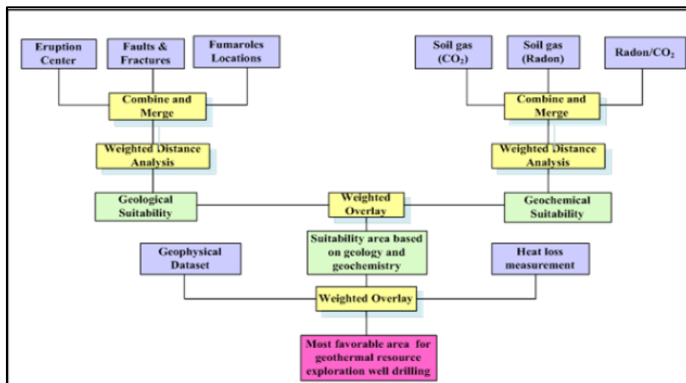 Eruption
Center
Faults &
Fractures
Fumaroles
Locations
Soil gas
(CO₂)
Soil gas
(Radon)
Radon/CO₂
Combine and
Merge
Combine and
Merge
Weighted Distance
Analysis
Weighted Distance
Analysis
Geological
Suitability
Weighted
Overlay
Geochemical
Suitability
Suitability area based
on geology and
geochemistry
Geophysical
Dataset
Heat loss
measurement
Weighted Overlay
Most favorable area for
geothermal resource
exploration well drilling